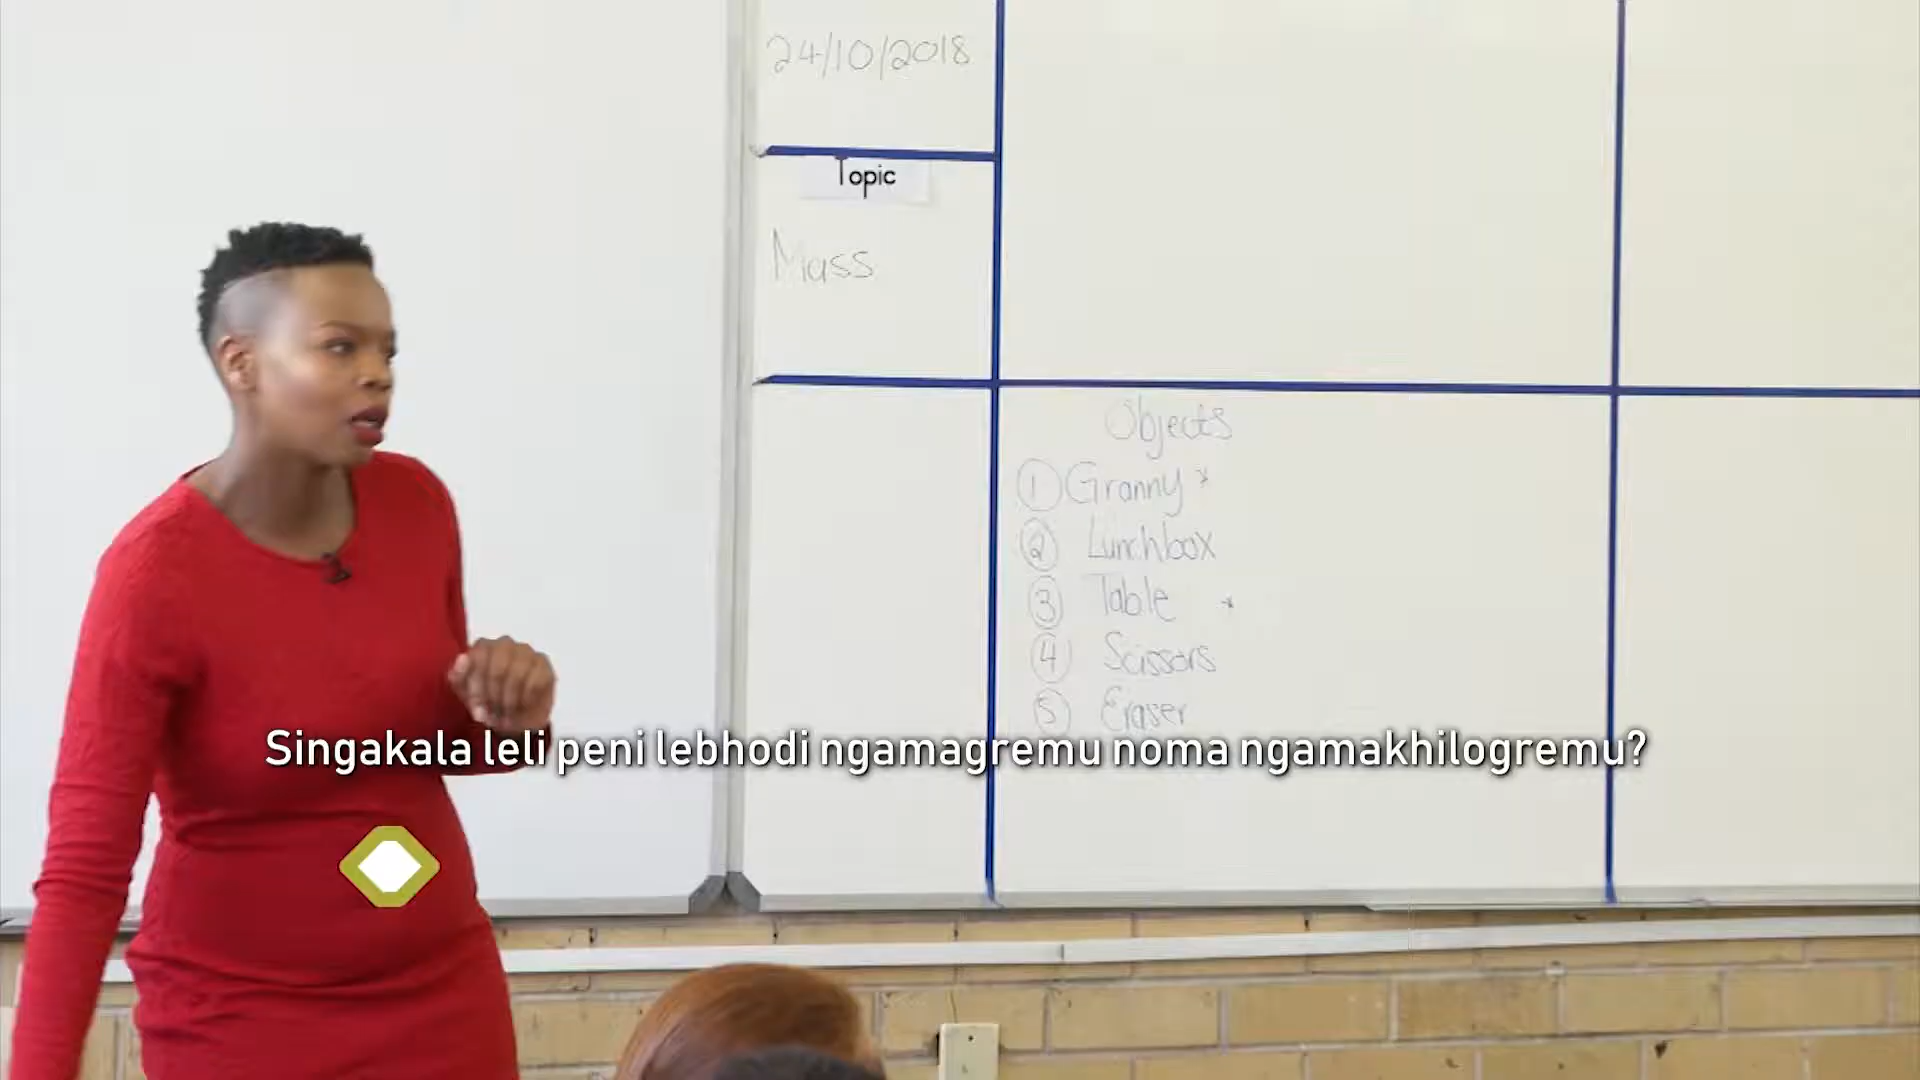 24/10/2018
Topic
Mass
Objects
① Granny *
② Lunchbox
③ Table *
④ Scissors
⑤ Eraser
Singakala leli peni lebhodi ngamagremu noma ngamakhilogremu?